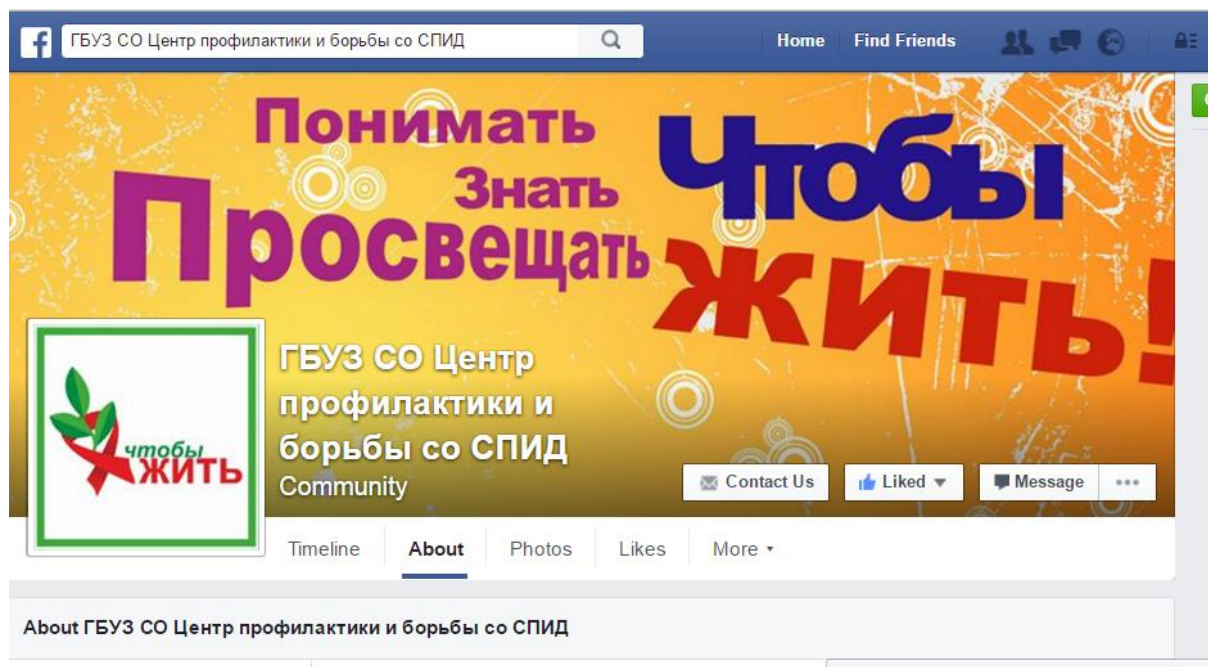 ГБУЗ СО Центр профилактики и борьбы со СПИД
Home Find Friends
Понимать
Знать
Просвещать
Чтобы
жить!
чтобы
ЖИТЬ
ГБУЗ СО Центр
профилактики и
борьбы со СПИД
Community
Contact Us Liked Message
Timeline About Photos Likes More
About ГБУЗ СО Центр профилактики и борьбы со СПИД